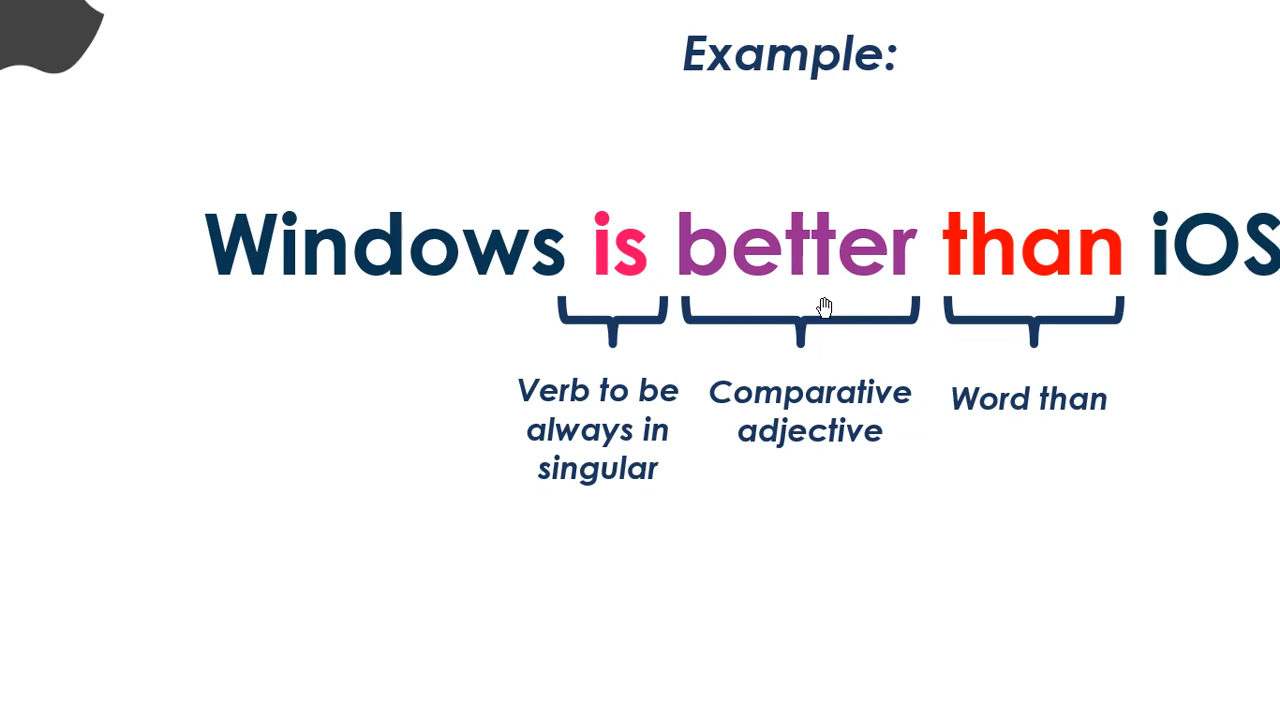 Example:
Windows is better than iOS
Verb to be
always in
singular
Comparative
adjective
Word than